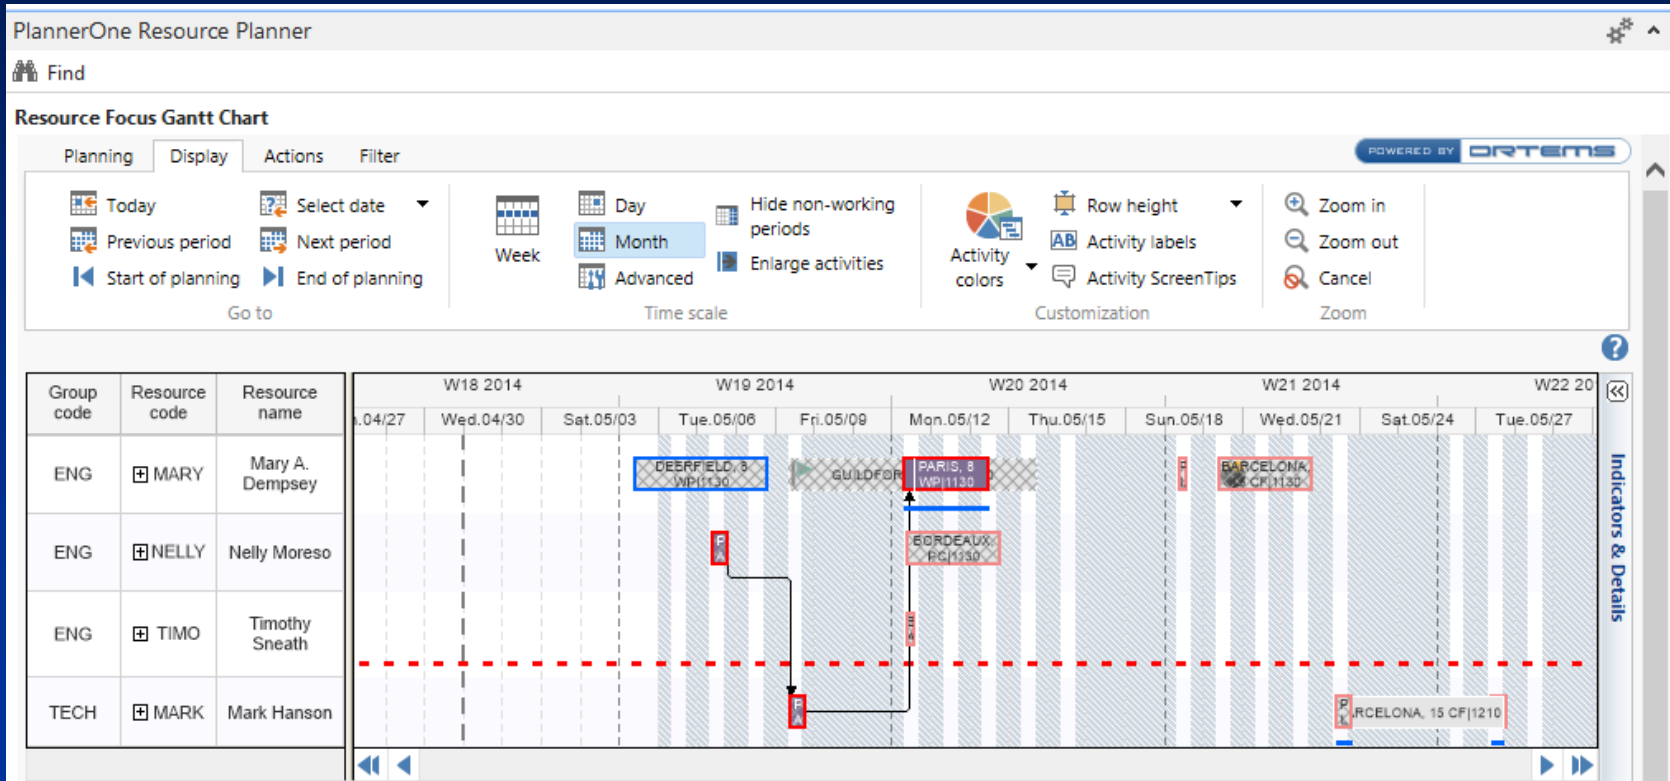 PlannerOne Resource Planner
Find
Resource Focus Gantt Chart
Planning Display Actions Filter
POWERED BY ORTEMS
Today Select date Day Hide non-working Row height Zoom in
Previous period Next period Week Month periods Activity Activity labels Zoom out
Start of planning End of planning Advanced Enlarge activities colors Activity ScreenTips Cancel
Go to Time scale Customization Zoom
Group code Resource code Resource name
W18 2014 W19 2014 W20 2014 W21 2014 W22 20
.04/27 Wed.04/30 Sat.05/03 Tue.05/06 Fri.05/09 Mon.05/12 Thu.05/15 Sun.05/18 Wed.05/21 Sat.05/24 Tue.05/27
ENG MARY Mary A. Dempsey
DEERFIELD, 8
WP|1130
GUILDFOR
PARIS, 8
WP|1130
BARCELONA,
CF|1130
ENG NELLY Nelly Moreso
P
A
BORDEAUX,
PC|1130
ENG TIMO Timothy Sneath
TECH MARK Mark Hanson
P
A
P
L
RCELONA, 15 CF|1210
Indicators & Details